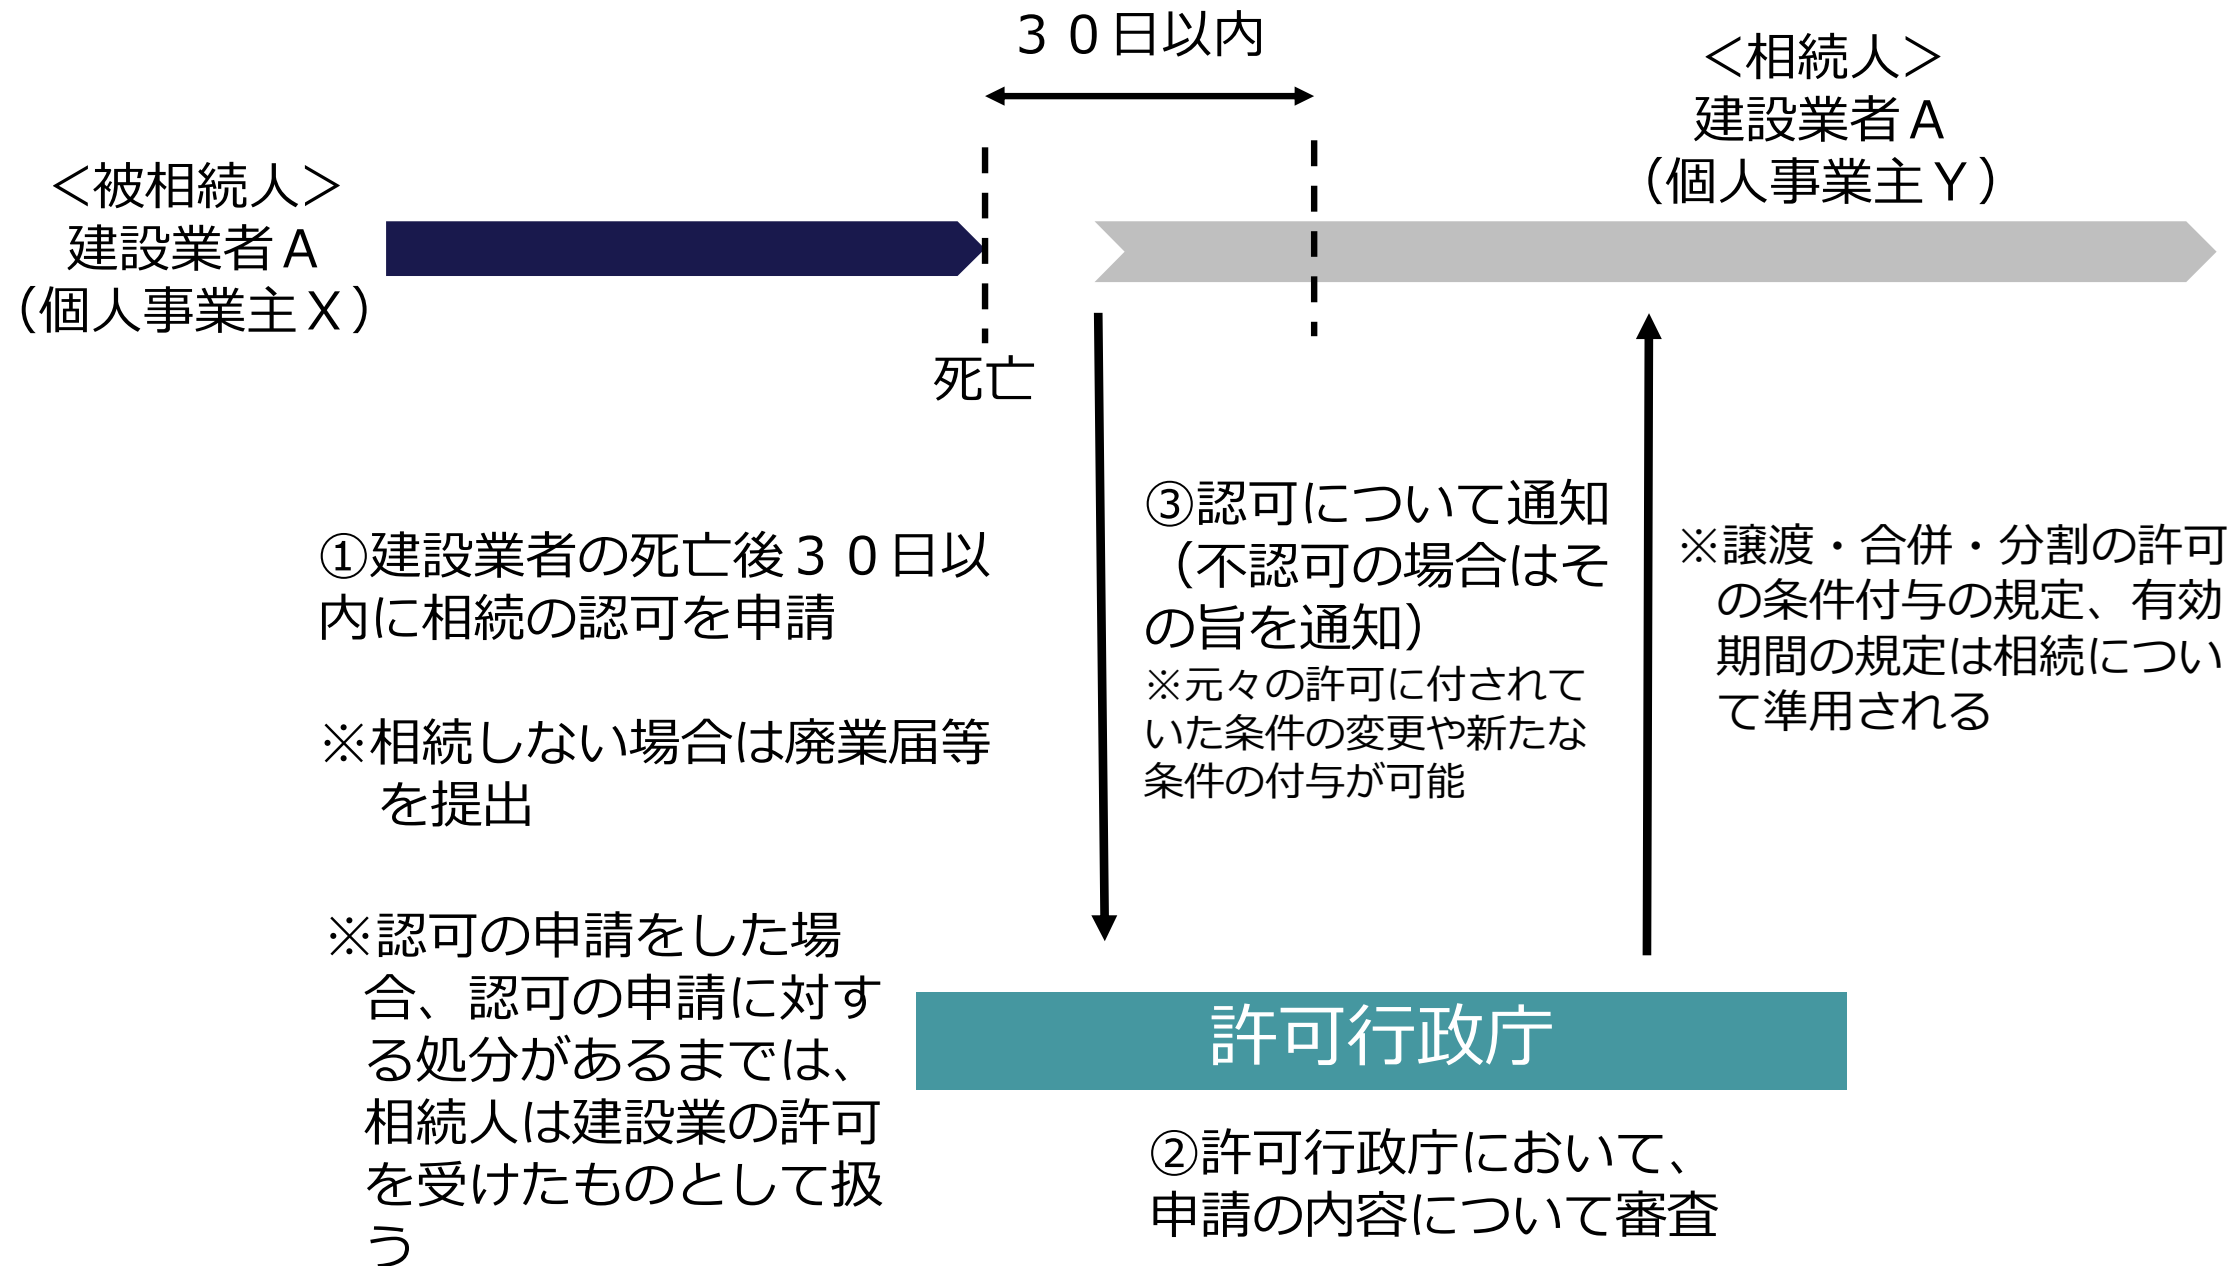 ３０日以内
＜相続人＞
建設業者Ａ
（個人事業主Ｙ）
＜被相続人＞
建設業者Ａ
（個人事業主Ｘ）
死亡
①建設業者の死亡後３０日以
内に相続の認可を申請
※相続しない場合は廃業届等
を提出
※認可の申請をした場
合、認可の申請に対す
る処分があるまでは、
相続人は建設業の許可
を受けたものとして扱
う
③認可について通知
（不認可の場合はそ
の旨を通知）
※元々の許可に付されて
いた条件の変更や新たな
条件の付与が可能
※譲渡・合併・分割の許可
の条件付与の規定、有効
期間の規定は相続につい
て準用される
許可行政庁
②許可行政庁において、
申請の内容について審査